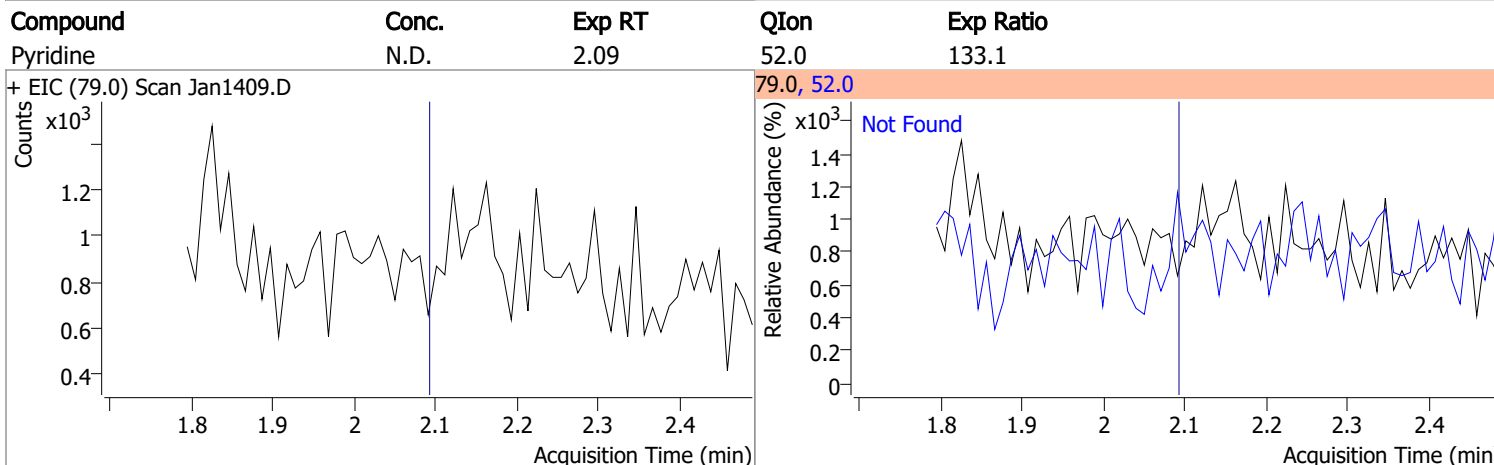 Compound Conc. Exp RT QIon Exp Ratio
Pyridine N.D. 2.09 52.0 133.1
+ EIC (79.0) Scan Jan1409.D
Counts
x10³
1.2
1
0.8
0.6
0.4
1.8 1.9 2 2.1 2.2 2.3 2.4
Acquisition Time (min)
79.0, 52.0
Relative Abundance (%)
x10³
Not Found
1.4
1.2
1
0.8
0.6
0.4
0.2
0
1.8 1.9 2 2.1 2.2 2.3 2.4
Acquisition Time (min